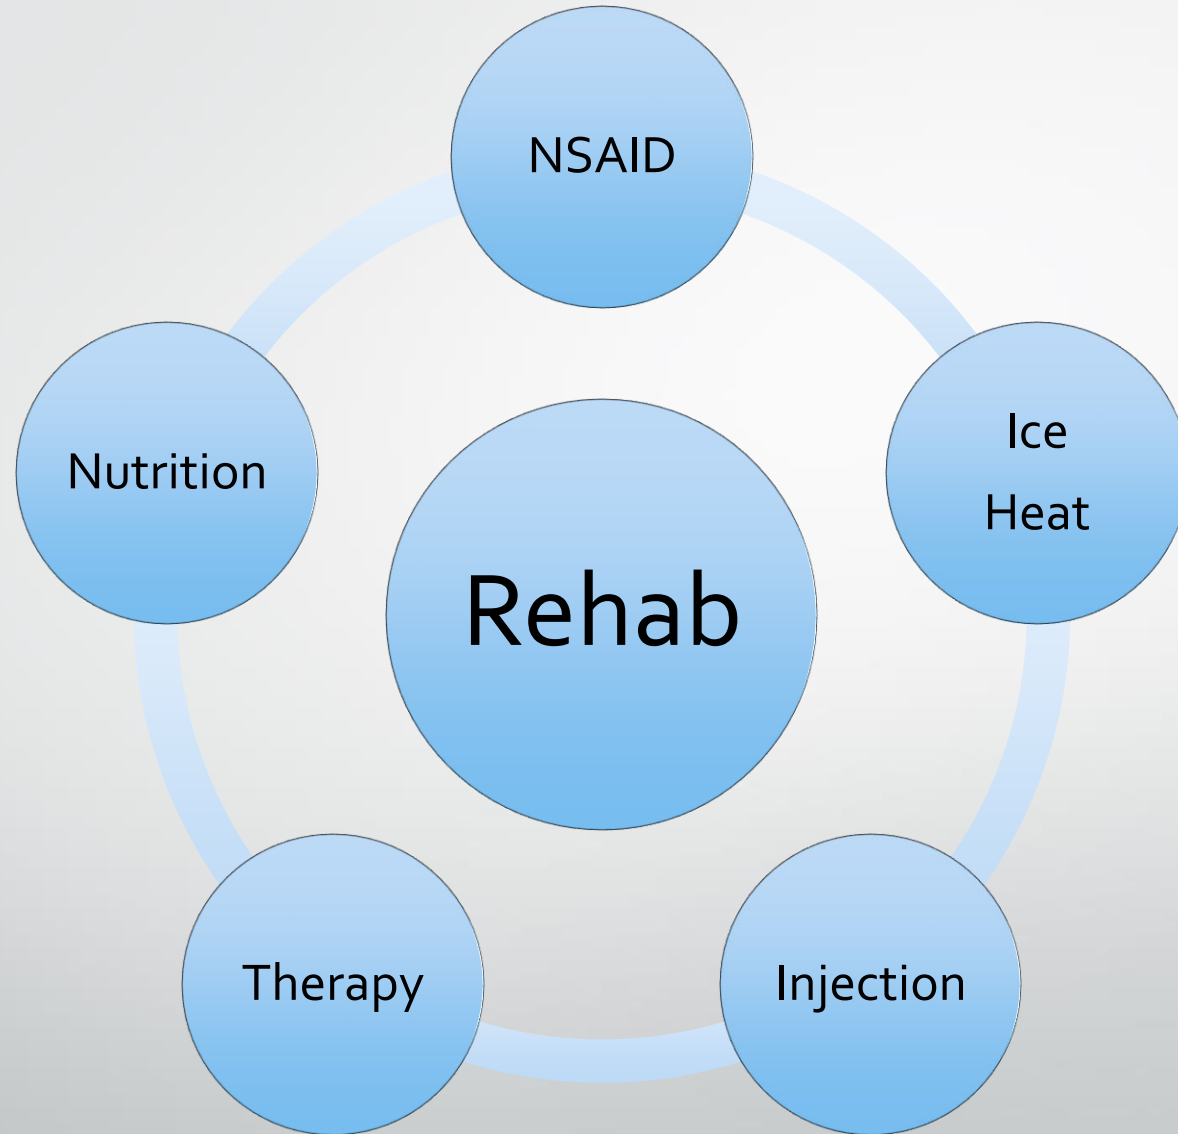 NSAID
Ice
Heat
Nutrition
Rehab
Therapy
Injection